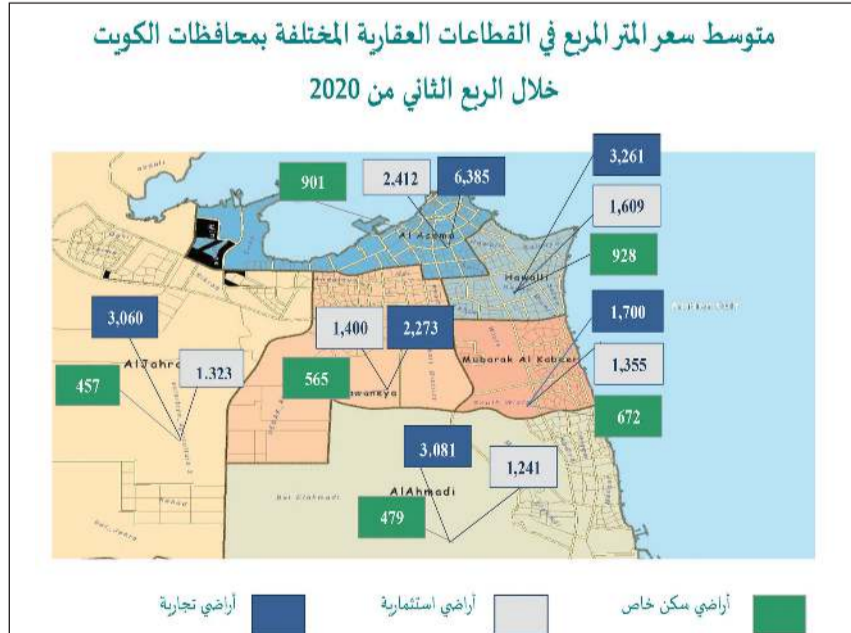 متوسط سعر المتر المربع في القطاعات العقارية المختلفة بمحافظات الكويت
خلال الربع الثاني من 2020
3,261
901
2,412
6,385
1,609
Al Asema
928
Hawalli
3,060
1,400
2,273
1,700
Mubarak Al Kabeer
AlJahra
1.323
1,355
457
565
awaneya
672
3.081
1,241
AlAhmadi
479
أراضي سكن خاص
أراضي استثمارية
أراضي تجارية